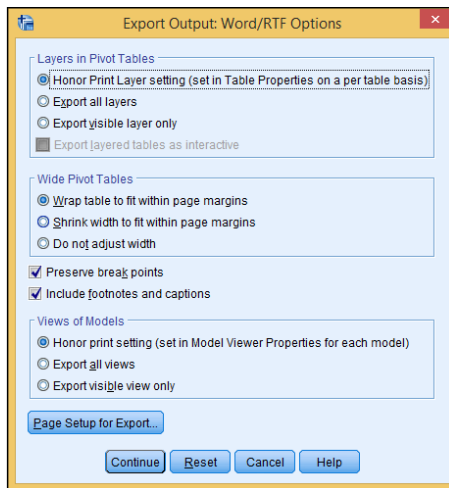 Export Output: Word/RTF Options
Layers in Pivot Tables
Honor Print Layer setting (set in Table Properties on a per table basis)
Export all layers
Export visible layer only
Export layered tables as interactive
Wide Pivot Tables
Wrap table to fit within page margins
Shrink width to fit within page margins
Do not adjust width
Preserve break points
Include footnotes and captions
Views of Models
Honor print setting (set in Model Viewer Properties for each model)
Export all views
Export visible view only
Page Setup for Export...
Continue Reset Cancel Help